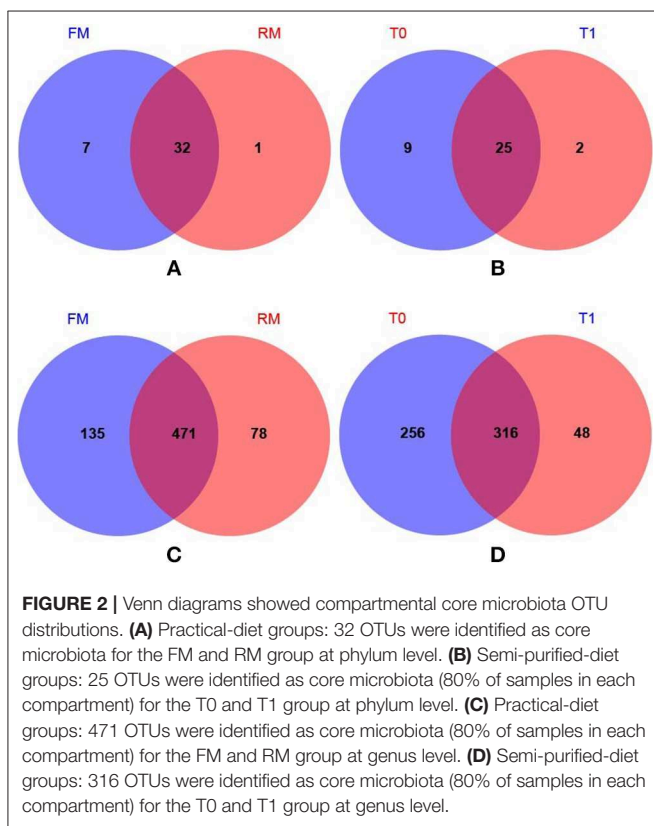 FM RM T0 T1
7 32 1 9 25 2
A B
FM RM T0 T1
135 471 78 256 316 48
C D
FIGURE 2 | Venn diagrams showed compartmental core microbiota OTU
distributions. (A) Practical-diet groups: 32 OTUs were identified as core
microbiota for the FM and RM group at phylum level. (B) Semi-purified-diet
groups: 25 OTUs were identified as core microbiota (80% of samples in each
compartment) for the T0 and T1 group at phylum level. (C) Practical-diet
groups: 471 OTUs were identified as core microbiota (80% of samples in each
compartment) for the FM and RM group at genus level. (D) Semi-purified-diet
groups: 316 OTUs were identified as core microbiota (80% of samples in each
compartment) for the T0 and T1 group at genus level.